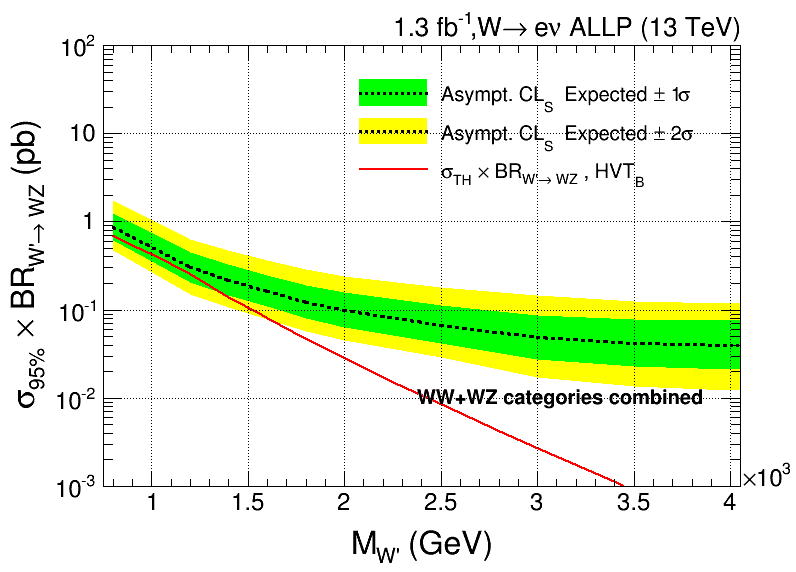 1.3 fb⁻¹,W→ eν ALLP (13 TeV)
Asympt. CL_S Expected ± 1σ
Asympt. CL_S Expected ± 2σ
σ_TH × BR_W'→ WZ , HVT_B
σ_95% × BR_W'→ WZ (pb)
10²
10
1
10⁻¹
10⁻²
10⁻³
WW+WZ categories combined
1 1.5 2 2.5 3 3.5 4
×10³
M_W' (GeV)